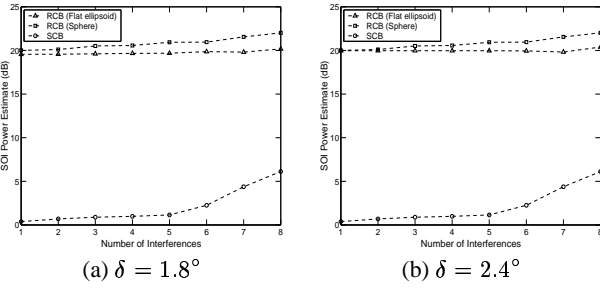 RCB (Flat ellipsoid)
RCB (Sphere)
SCB
SOI Power Estimate (dB)
25
20
15
10
5
0
1 2 3 4 5 6 7 8
Number of Interferences
(a) δ = 1.8°
RCB (Flat ellipsoid)
RCB (Sphere)
SCB
SOI Power Estimate (dB)
25
20
15
10
5
0
1 2 3 4 5 6 7 8
Number of Interferences
(b) δ = 2.4°